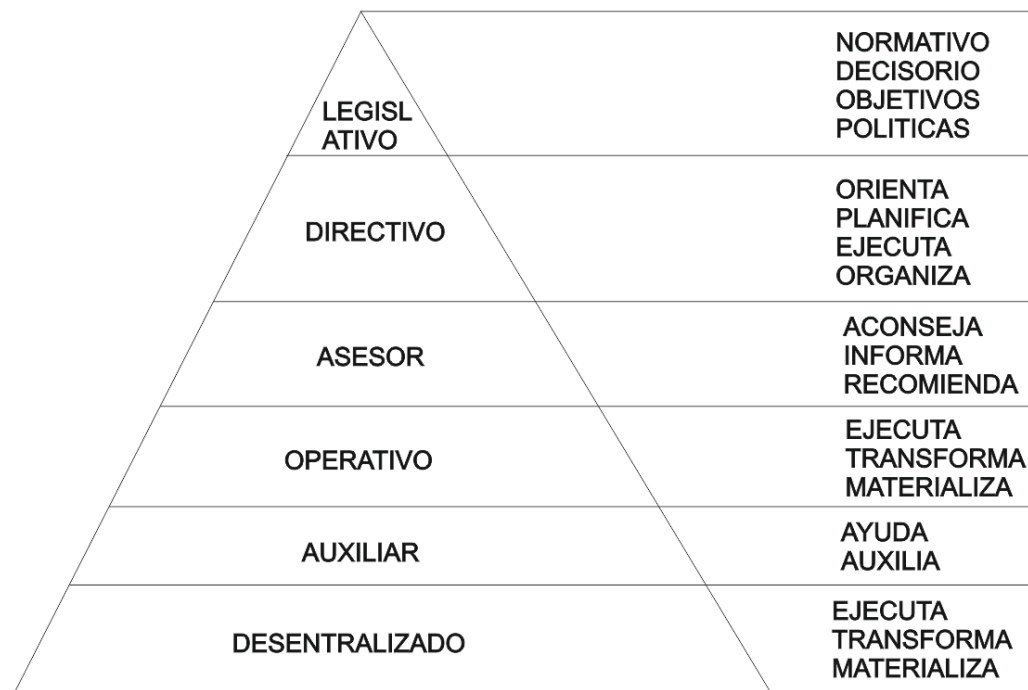 LEGISL
ATIVO
NORMATIVO
DECISORIO
OBJETIVOS
POLITICAS
DIRECTIVO
ORIENTA
PLANIFICA
EJECUTA
ORGANIZA
ASESOR
ACONSEJA
INFORMA
RECOMIENDA
OPERATIVO
EJECUTA
TRANSFORMA
MATERIALIZA
AUXILIAR
AYUDA
AUXILIA
DESENTRALIZADO
EJECUTA
TRANSFORMA
MATERIALIZA